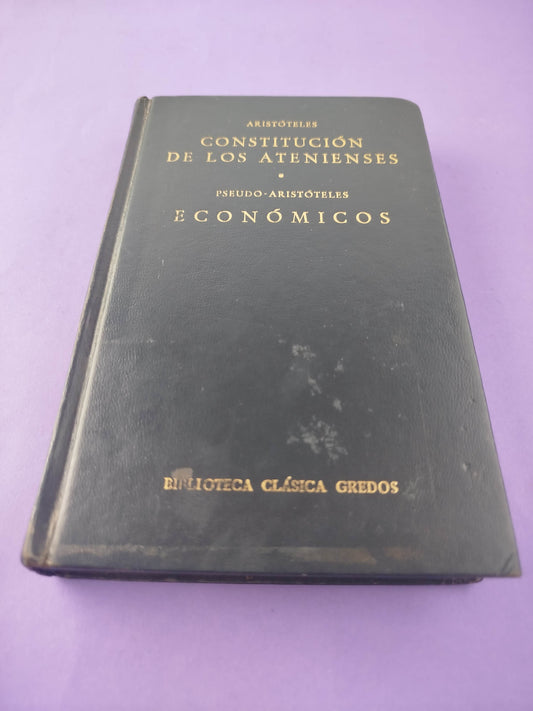 ARISTÓTELES
CONSTITUCIÓN
DE LOS ATENIENSES
PSEUDO-ARISTÓTELES
ECONÓMICOS
BIBLIOTECA CLÁSICA GREDOS